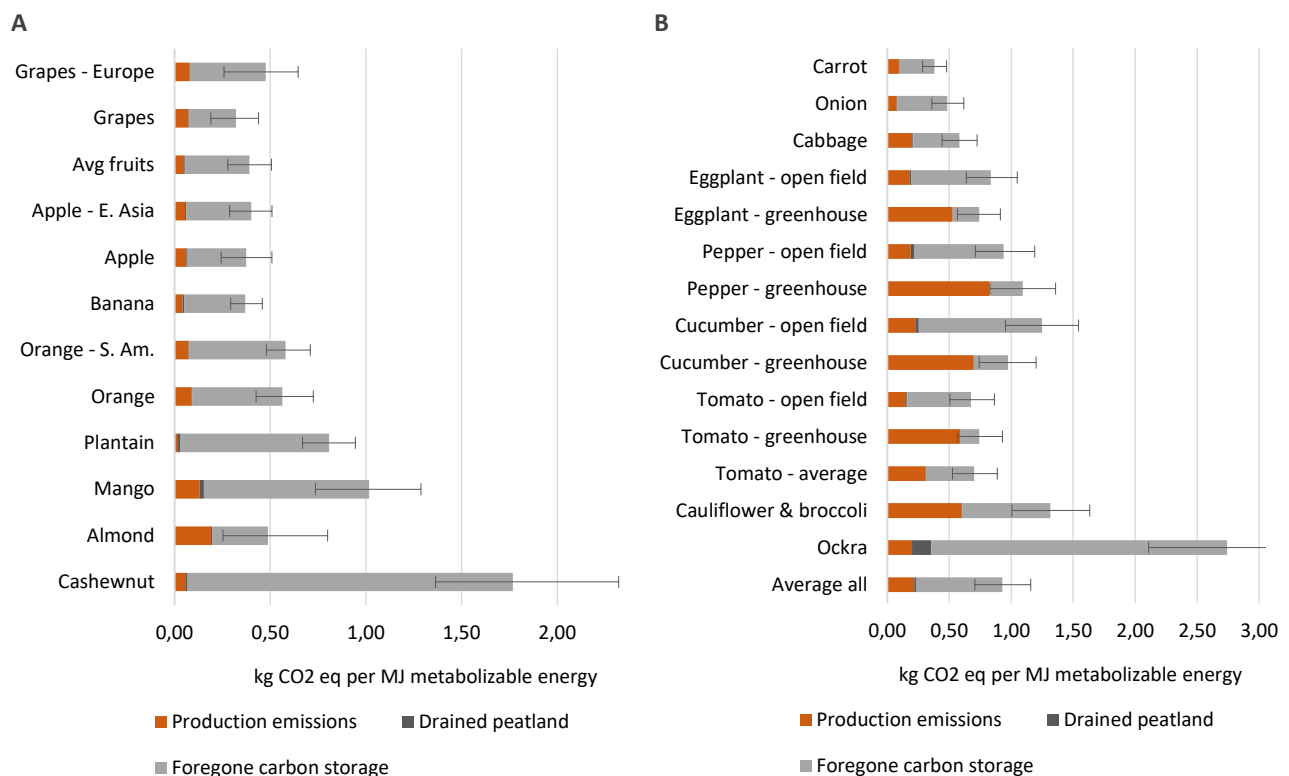 A
Grapes - Europe
Grapes
Avg fruits
Apple - E. Asia
Apple
Banana
Orange - S. Am.
Orange
Plantain
Mango
Almond
Cashewnut
0,00 0,50 1,00 1,50 2,00
kg CO2 eq per MJ metabolizable energy
Production emissions Drained peatland
Foregone carbon storage
B
Carrot
Onion
Cabbage
Eggplant - open field
Eggplant - greenhouse
Pepper - open field
Pepper - greenhouse
Cucumber - open field
Cucumber - greenhouse
Tomato - open field
Tomato - greenhouse
Tomato - average
Cauliflower & broccoli
Ockra
Average all
0,00 0,50 1,00 1,50 2,00 2,50 3,00
kg CO2 eq per MJ metabolizable energy
Production emissions Drained peatland
Foregone carbon storage